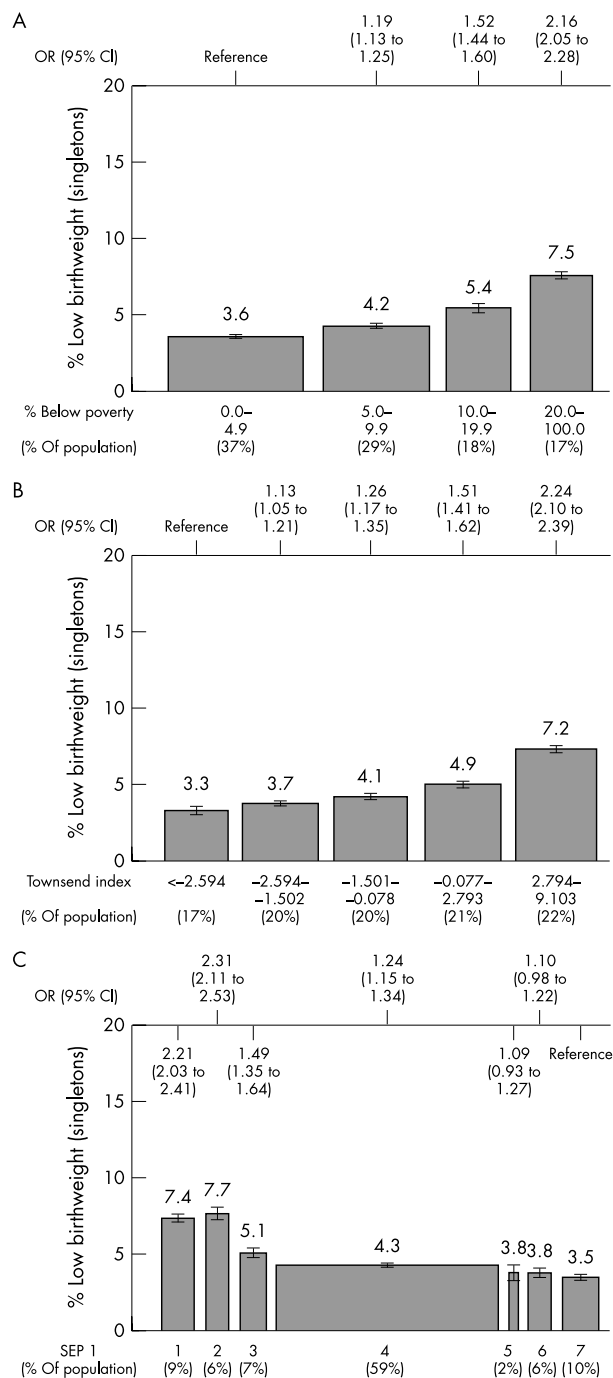 A
1.19 1.52 2.16
(1.13 to (1.44 to (2.05 to
OR (95% CI) Reference 1.25) 1.60) 2.28)
20
15
10
5
0
% Low birthweight (singletons)
3.6 4.2 5.4 7.5
% Below poverty 0.0– 5.0– 10.0– 20.0–
4.9 9.9 19.9 100.0
(% Of population) (37%) (29%) (18%) (17%)
B
1.13 1.26 1.51 2.24
(1.05 to (1.17 to (1.41 to (2.10 to
OR (95% CI) Reference 1.21) 1.35) 1.62) 2.39)
20
15
10
5
0
% Low birthweight (singletons)
3.3 3.7 4.1 4.9 7.2
Townsend index <–2.594 –2.594– –1.501– –0.077– 2.794–
–1.502 –0.078 2.793 9.103
(% Of population) (17%) (20%) (20%) (21%) (22%)
C
2.31 1.24 1.10
(2.11 to (1.15 to (0.98 to
OR (95% CI) 2.53) 1.34) 1.22)
20
15
10
5
0
% Low birthweight (singletons)
2.21 1.49 1.09 Reference
(2.03 to (1.35 to (0.93 to
2.41) 1.64) 1.27)
7.4 7.7 5.1 4.3 3.8 3.8 3.5
SEP 1 1 2 3 4 5 6 7
(% Of population) (9%) (6%) (7%) (59%) (2%) (6%) (10%)